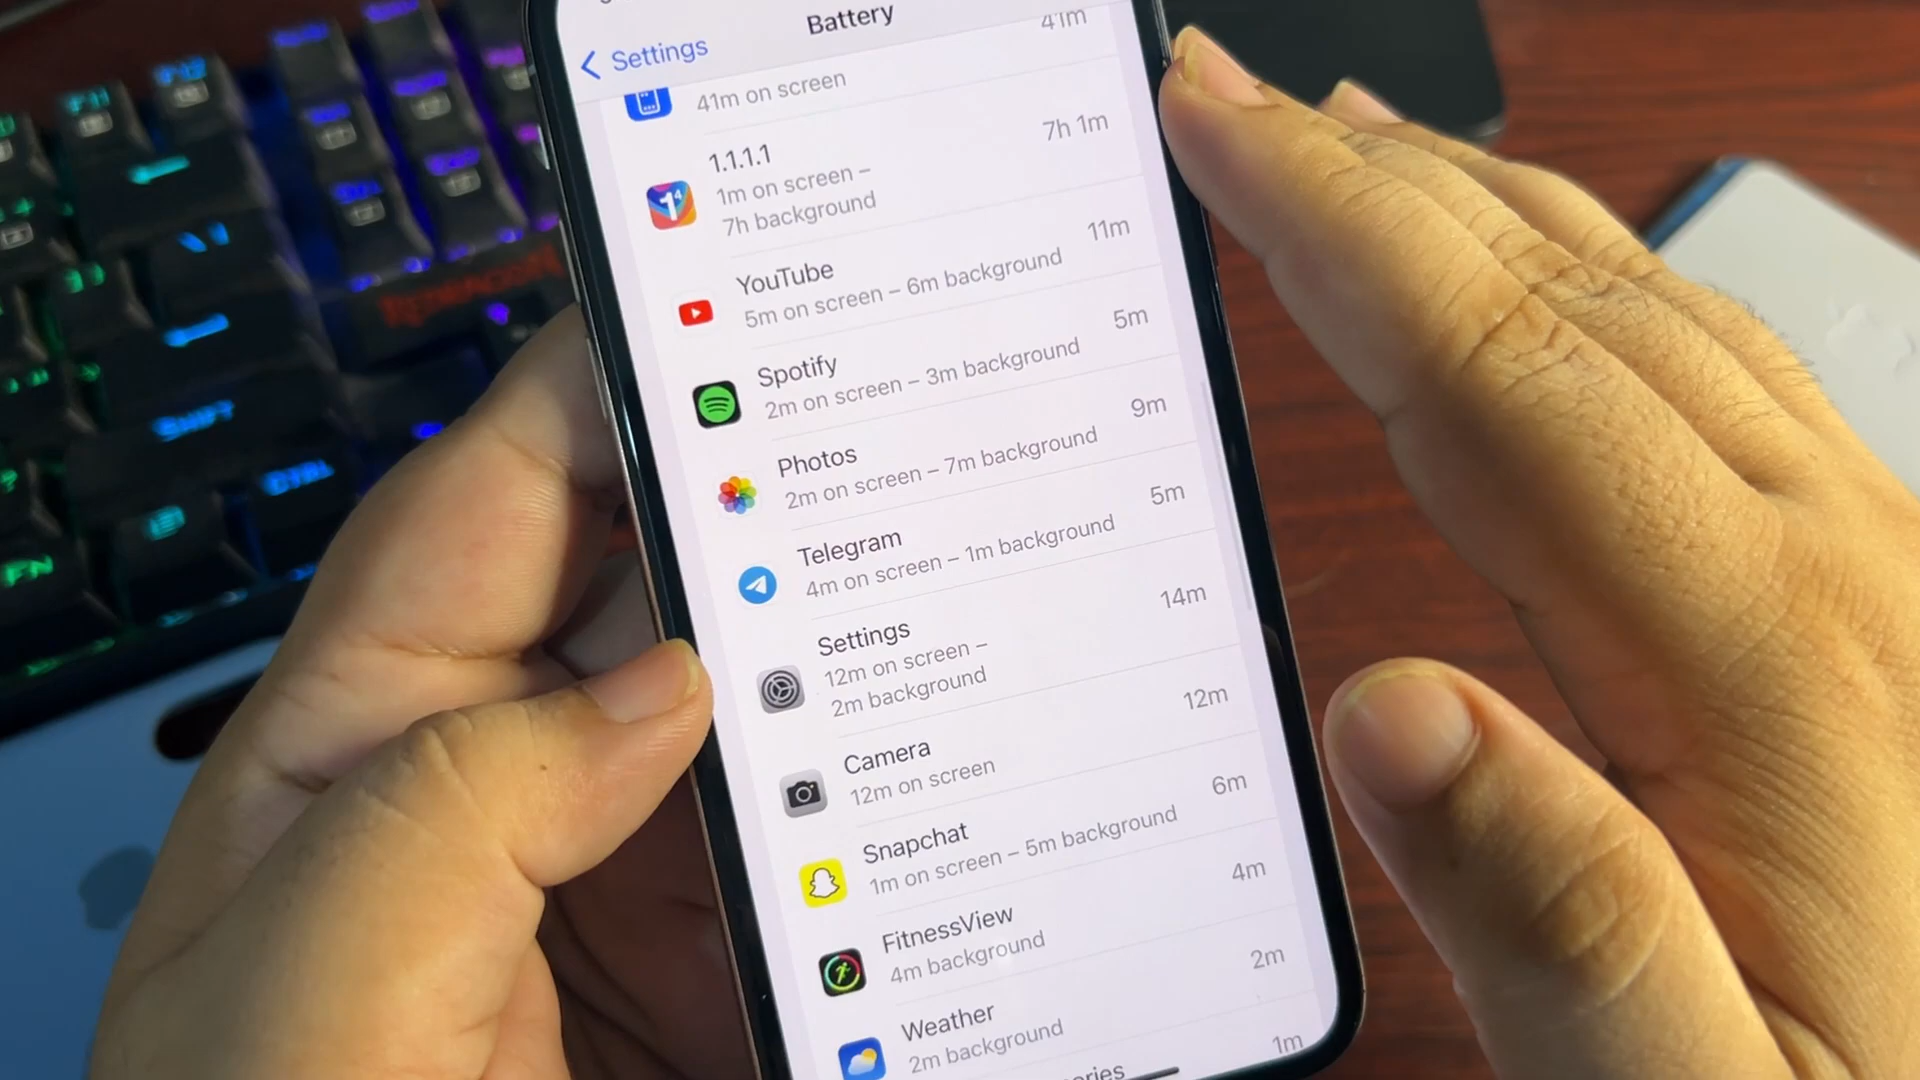 Battery
Settings
41m
41m on screen
1.1.1.1
7h 1m
1m on screen –
7h background
YouTube
11m
5m on screen – 6m background
Spotify
5m
2m on screen – 3m background
Photos
9m
2m on screen – 7m background
Telegram
5m
4m on screen – 1m background
Settings
14m
12m on screen –
2m background
Camera
12m
12m on screen
Snapchat
6m
1m on screen – 5m background
FitnessView
4m
4m background
Weather
2m
2m background
1m
SHIFT
CTRL
FN